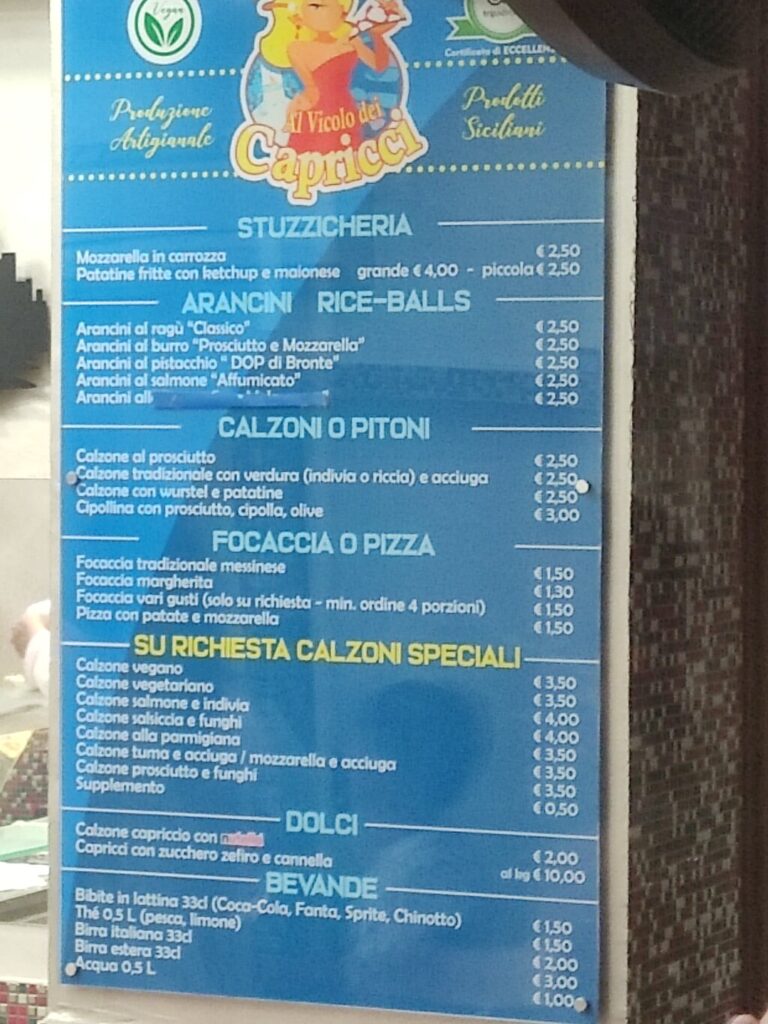 Vegan
Certificato di
Produzione
Artigianale
Al Vicolo dei
Capricci
Prodotti
Siciliani
STUZZICHERIA
Mozzarella in carrozza € 2,50
Patatine fritte con ketchup e maionese grande € 4,00 - piccola € 2,50
ARANCINI RICE-BALLS
Arancini al ragù "Classico" € 2,50
Arancini al burro "Prosciutto e Mozzarella" € 2,50
Arancini al pistacchio " DOP di Bronte" € 2,50
Arancini al salmone "Affumicato" € 2,50
Arancini € 2,50
CALZONI O PITONI
Calzone al prosciutto € 2,50
Calzone tradizionale con verdura (indivia o riccia) e acciuga € 2,50
Calzone con wurstel e patatine € 2,50
Cipollina con prosciutto, cipolla, olive € 3,00
FOCACCIA O PIZZA
Focaccia tradizionale messinese € 1,50
Focaccia margherita € 1,30
Focaccia vari gusti (solo su richiesta - min. ordine 4 porzioni) € 1,50
Pizza con patate e mozzarella € 1,50
SU RICHIESTA CALZONI SPECIALI
Calzone vegano € 3,50
Calzone vegetariano € 3,50
Calzone salmone e indivia € 4,00
Calzone salsiccia e funghi € 4,00
Calzone alla parmigiana € 3,50
Calzone tuma e acciuga / mozzarella e acciuga € 3,50
Calzone prosciutto e funghi € 3,50
Supplemento € 0,50
DOLCI
Calzone capriccio con € 2,00
Capricci con zucchero zefiro e cannella al kg € 10,00
BEVANDE
Bibite in lattina 33cl (Coca-Cola, Fanta, Sprite, Chinotto) € 1,50
Thé 0,5 L (pesca, limone) € 1,50
Birra italiana 33cl € 2,00
Birra estera 33cl € 3,00
Acqua 0,5 L € 1,00